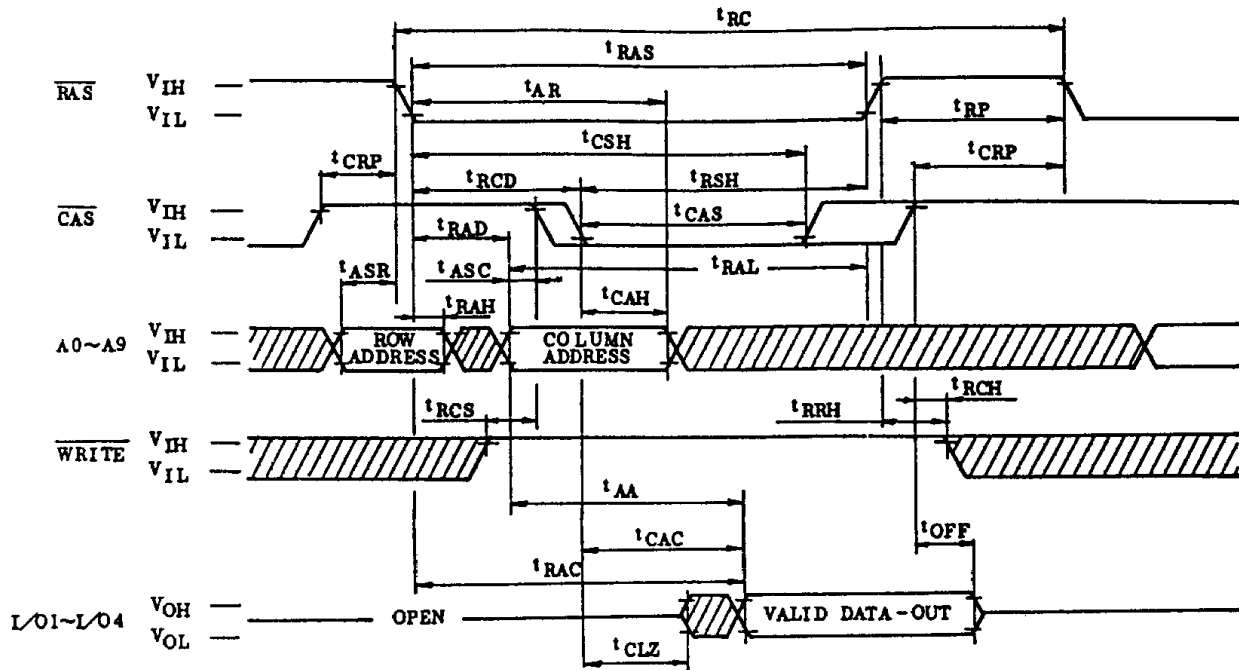 tRC
tRAS
RAS VIH
VIL
tAR
tRP
tCSH
tCRP
tCRP
tRCD
tRSH
CAS VIH
VIL
tCAS
tRAD
tASR
tASC
tRAL
tRAH
tCAH
A0~A9 VIH
VIL
ROW ADDRESS
COLUMN ADDRESS
tRCS
tRRH
tRCH
WRITE VIH
VIL
tAA
tCAC
tOFF
tRAC
I/O1~I/O4 VOH
VOL
OPEN
VALID DATA-OUT
tCLZ